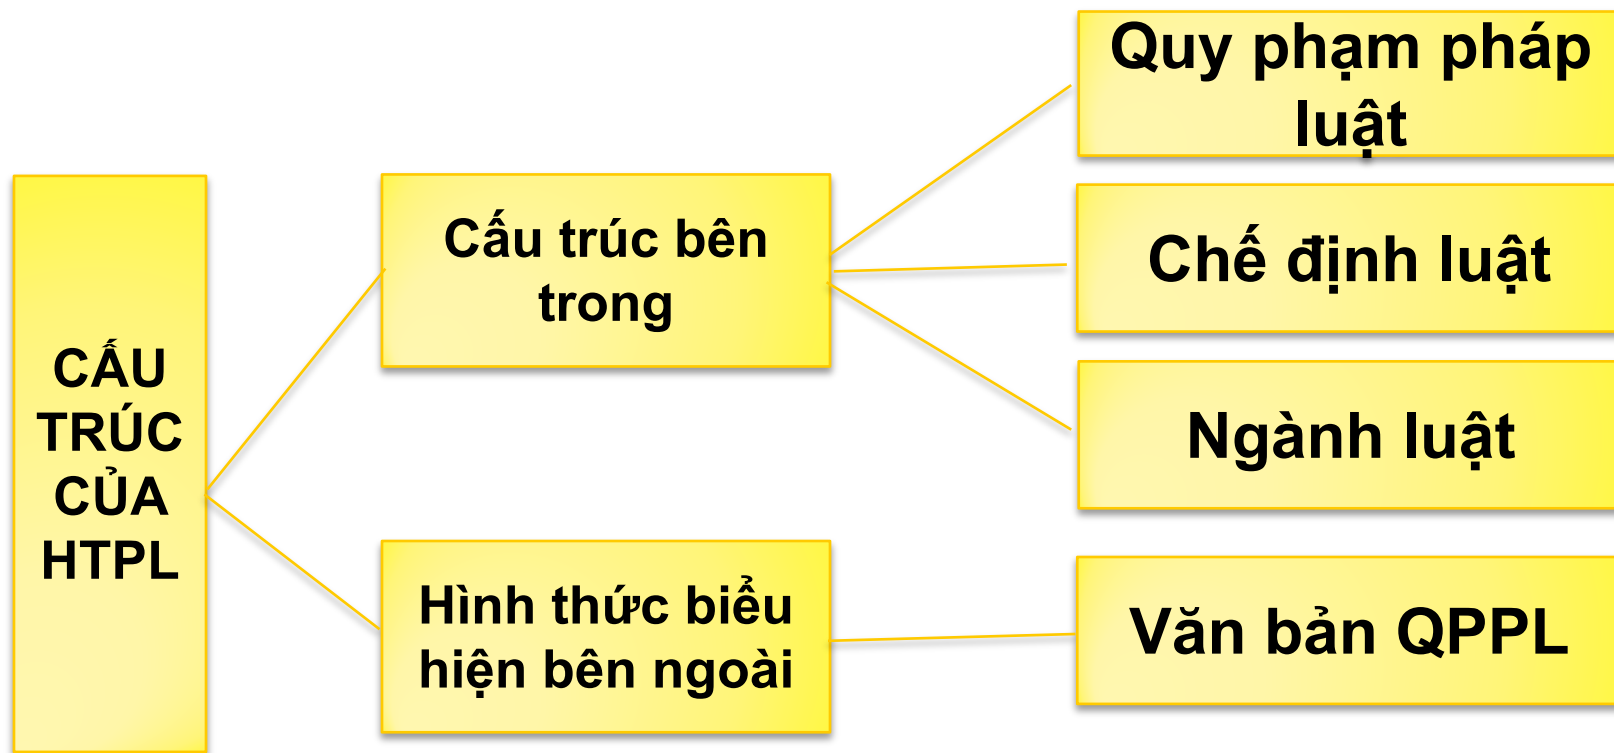 CẤU
TRÚC
CỦA
HTPL
Cấu trúc bên
trong
Hình thức biểu
hiện bên ngoài
Quy phạm pháp
luật
Chế định luật
Ngành luật
Văn bản QPPL